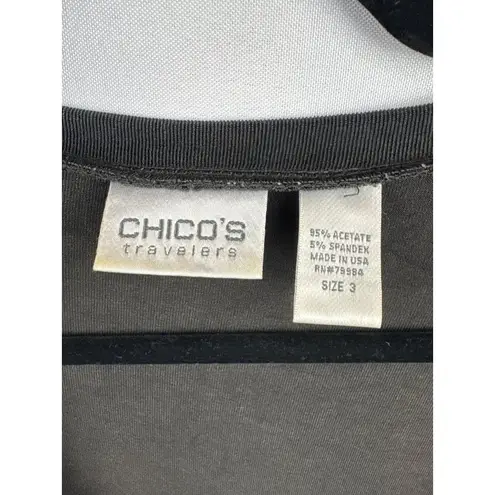 CHICO'S
travelers
95% ACETATE
5% SPANDEX
MADE IN USA
RN#79984
SIZE 3